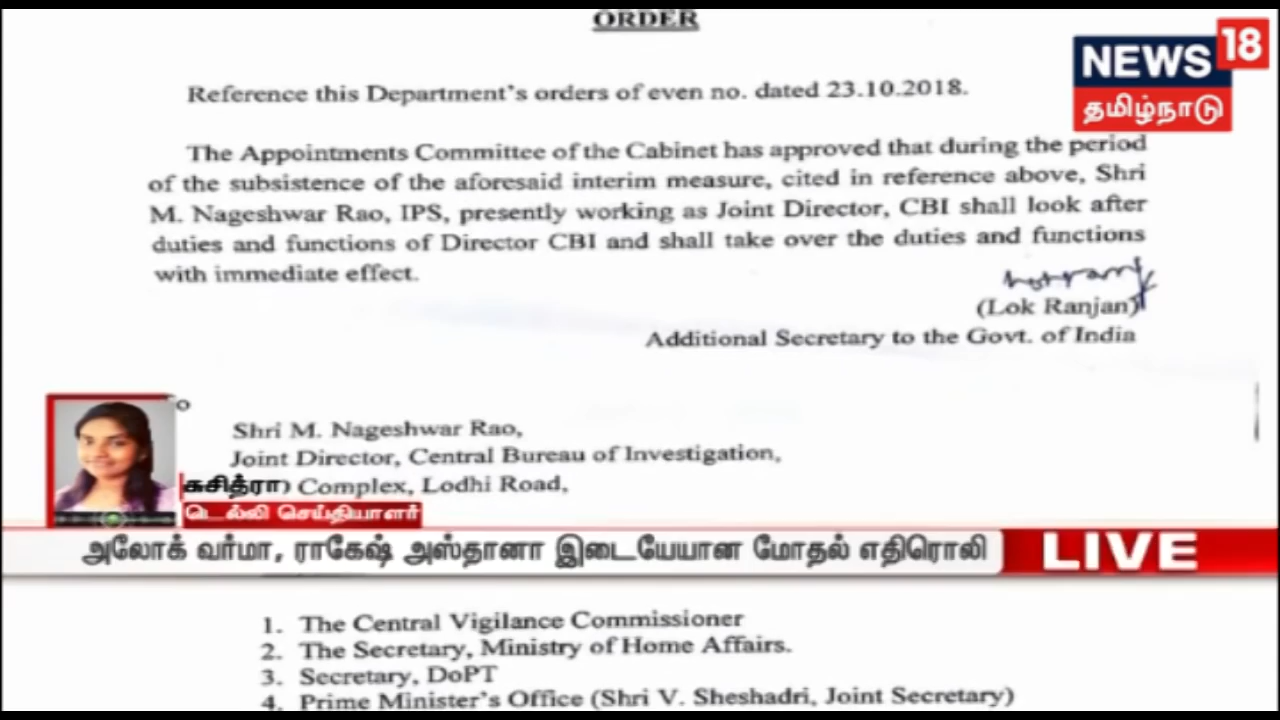 ORDER
NEWS 18
தமிழ்நாடு
Reference this Department's orders of even no. dated 23.10.2018.
The Appointments Committee of the Cabinet has approved that during the period
of the subsistence of the aforesaid interim measure, cited in reference above, Shri
M. Nageshwar Rao, IPS, presently working as Joint Director, CBI shall look after
duties and functions of Director CBI and shall take over the duties and functions
with immediate effect.
(Lok Ranjan)
Additional Secretary to the Govt. of India
Shri M. Nageshwar Rao,
Joint Director, Central Bureau of Investigation,
Complex, Lodhi Road,
சுசித்ரா
டெல்லி செய்தியாளர்
அலோக் வர்மா, ராகேஷ் அஸ்தானா இடையேயான மோதல் எதிரொலி
LIVE
1. The Central Vigilance Commissioner
2. The Secretary, Ministry of Home Affairs.
3. Secretary, DoPT
4. Prime Minister's Office (Shri V. Sheshadri, Joint Secretary)